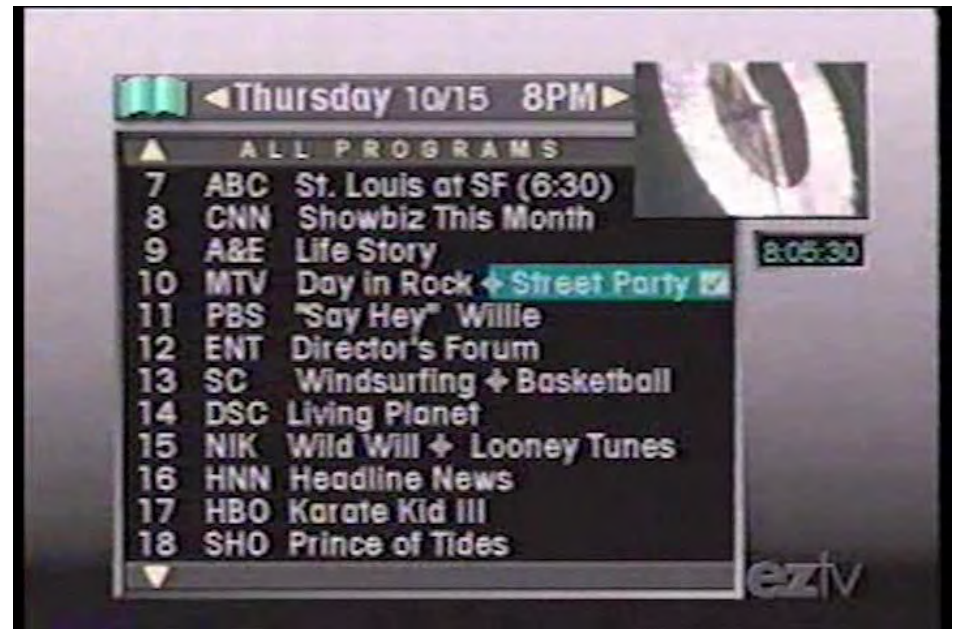 Thursday 10/15 8PM
ALL PROGRAMS
7 ABC St. Louis at SF (6:30)
8 CNN Showbiz This Month
9 A&E Life Story
8:05:30
10 MTV Day in Rock Street Party
11 PBS "Say Hey" Willie
12 ENT Director's Forum
13 SC Windsurfing Basketball
14 DSC Living Planet
15 NIK Wild Will Looney Tunes
16 HNN Headline News
17 HBO Karate Kid III
18 SHO Prince of Tides
eztv